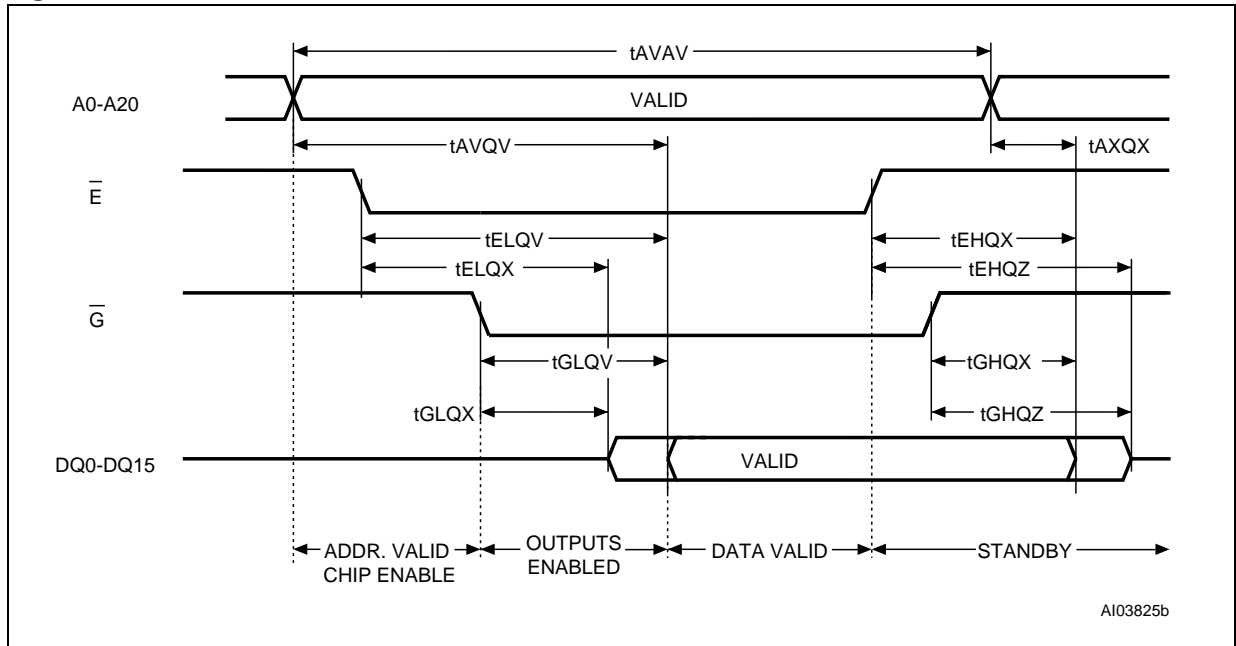 tAVAV
A0-A20
VALID
tAVQV
tAXQX
E
tELQV
tEHQX
tELQX
tEHQZ
G
tGLQV
tGHQX
tGLQX
tGHQZ
DQ0-DQ15
VALID
ADDR. VALID
CHIP ENABLE
OUTPUTS
ENABLED
DATA VALID
STANDBY
AI03825b